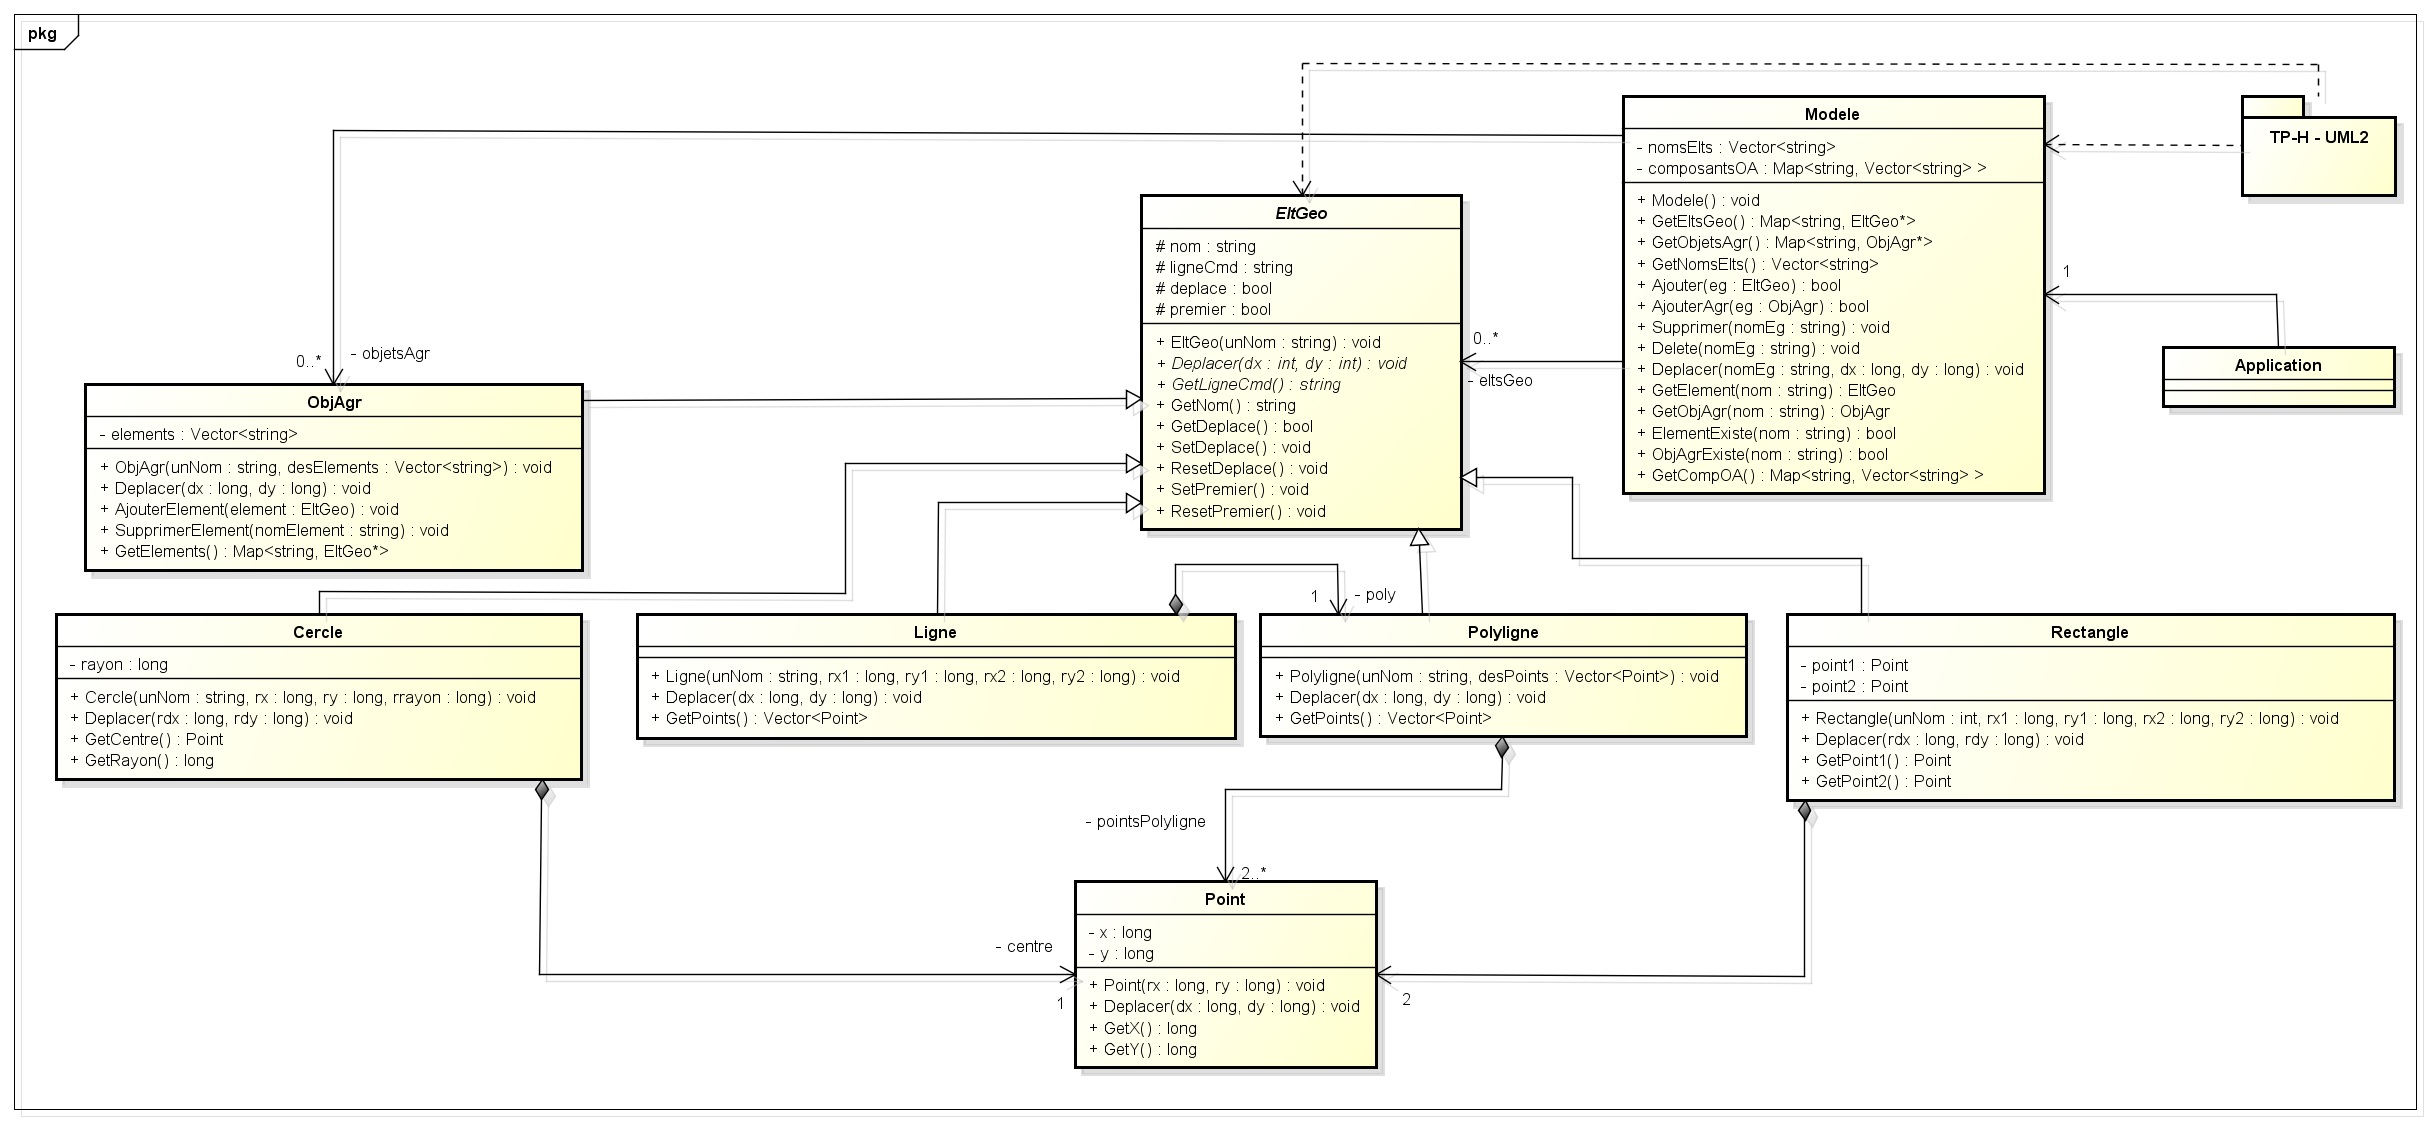 pkg
TP-H - UML2
Modele
- nomsElts : Vector<string>
- composantsOA : Map<string, Vector<string> >
+ Modele() : void
+ GetEltsGeo() : Map<string, EltGeo*>
+ GetObjetsAgr() : Map<string, ObjAgr*>
+ GetNomsElts() : Vector<string>
+ Ajouter(eg : EltGeo) : bool
+ AjouterAgr(eg : ObjAgr) : bool
+ Supprimer(nomEg : string) : void
+ Delete(nomEg : string) : void
+ Deplacer(nomEg : string, dx : long, dy : long) : void
+ GetElement(nom : string) : EltGeo
+ GetObjAgr(nom : string) : ObjAgr
+ ElementExiste(nom : string) : bool
+ ObjAgrExiste(nom : string) : bool
+ GetCompOA() : Map<string, Vector<string> >
1
Application
EltGeo
# nom : string
# ligneCmd : string
# deplace : bool
# premier : bool
+ EltGeo(unNom : string) : void
+ Deplacer(dx : int, dy : int) : void
+ GetLigneCmd() : string
+ GetNom() : string
+ GetDeplace() : bool
+ SetDeplace() : void
+ ResetDeplace() : void
+ SetPremier() : void
+ ResetPremier() : void
0..*
- eltsGeo
0..*
- objetsAgr
ObjAgr
- elements : Vector<string>
+ ObjAgr(unNom : string, desElements : Vector<string>) : void
+ Deplacer(dx : long, dy : long) : void
+ AjouterElement(element : EltGeo) : void
+ SupprimerElement(nomElement : string) : void
+ GetElements() : Map<string, EltGeo*>
Cercle
- rayon : long
+ Cercle(unNom : string, rx : long, ry : long, rrayon : long) : void
+ Deplacer(rdx : long, rdy : long) : void
+ GetCentre() : Point
+ GetRayon() : long
Ligne
+ Ligne(unNom : string, rx1 : long, ry1 : long, rx2 : long, ry2 : long) : void
+ Deplacer(dx : long, dy : long) : void
+ GetPoints() : Vector<Point>
1
- poly
Polyligne
+ Polyligne(unNom : string, desPoints : Vector<Point>) : void
+ Deplacer(dx : long, dy : long) : void
+ GetPoints() : Vector<Point>
Rectangle
- point1 : Point
- point2 : Point
+ Rectangle(unNom : int, rx1 : long, ry1 : long, rx2 : long, ry2 : long) : void
+ Deplacer(rdx : long, rdy : long) : void
+ GetPoint1() : Point
+ GetPoint2() : Point
- pointsPolyligne
2..*
- centre
1
2
Point
- x : long
- y : long
+ Point(rx : long, ry : long) : void
+ Deplacer(dx : long, dy : long) : void
+ GetX() : long
+ GetY() : long